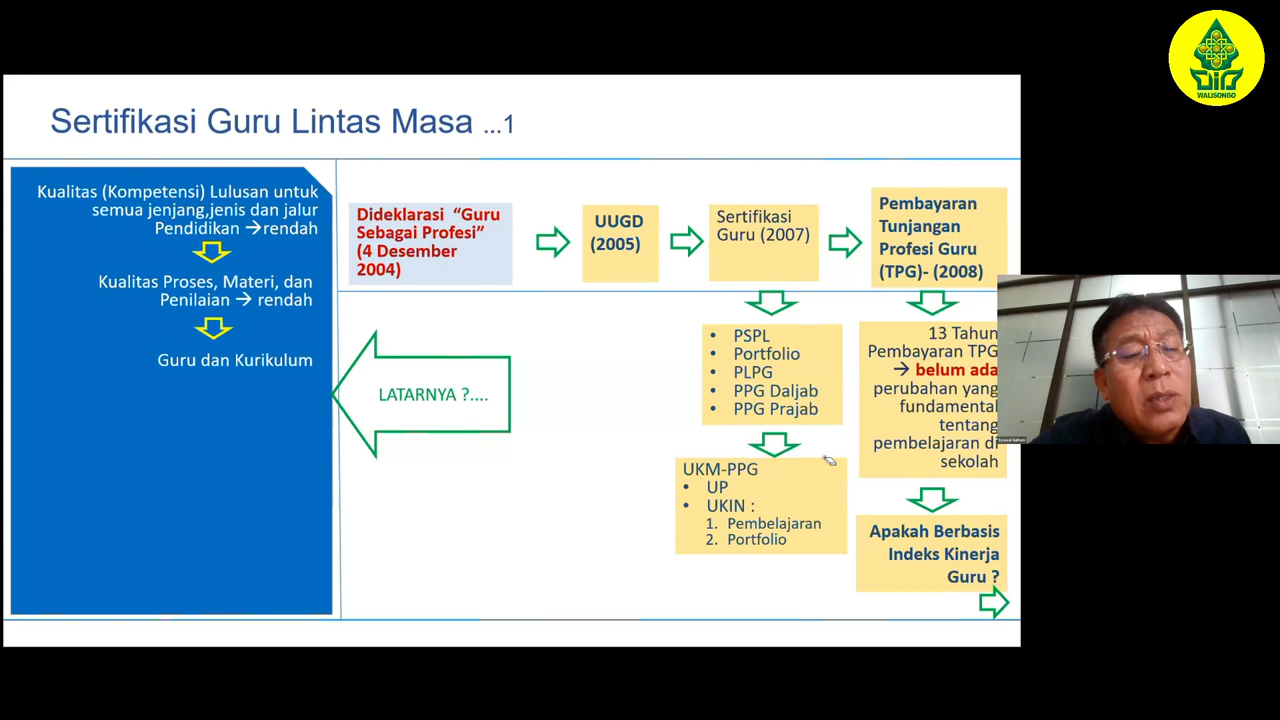 WALISONGO
Sertifikasi Guru Lintas Masa ...1
Kualitas (Kompetensi) Lulusan untuk
semua jenjang,jenis dan jalur
Pendidikan →rendah
Kualitas Proses, Materi, dan
Penilaian → rendah
Guru dan Kurikulum
Dideklarasi “Guru
Sebagai Profesi”
(4 Desember
2004)
UUGD
(2005)
Sertifikasi
Guru (2007)
Pembayaran
Tunjangan
Profesi Guru
(TPG)- (2008)
LATARNYA ?....
• PSPL
• Portfolio
• PLPG
• PPG Daljab
• PPG Prajab
UKM-PPG
• UP
• UKIN :
1. Pembelajaran
2. Portfolio
13 Tahun
Pembayaran TPG
→ belum ada
perubahan yang
fundamental
tentang
pembelajaran di
sekolah
Apakah Berbasis
Indeks Kinerja
Guru ?